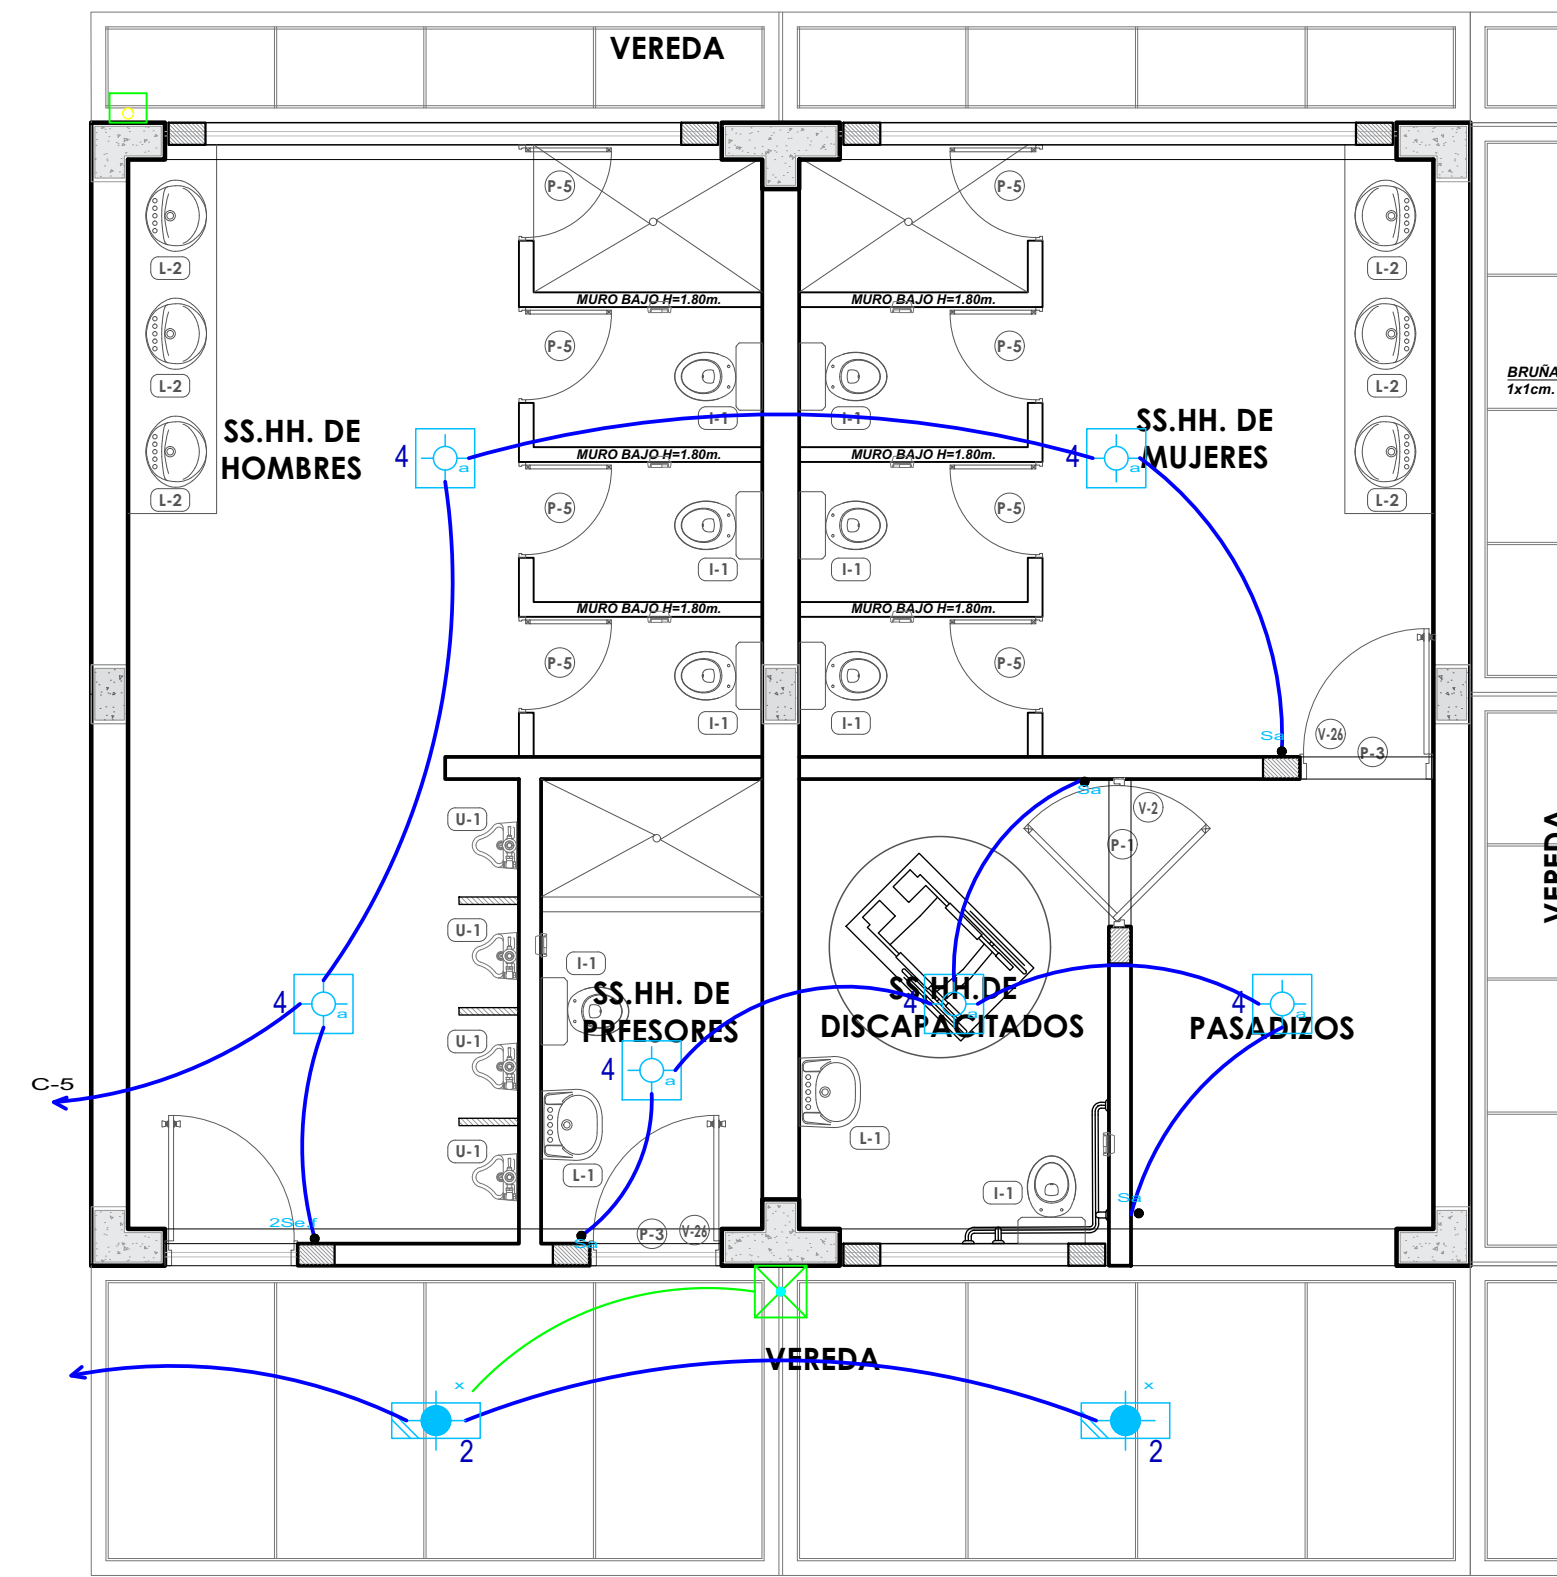 VEREDA
P-5
P-5
L-2
L-2
MURO BAJO H=1.80m.
MURO BAJO H=1.80m.
P-5
P-5
L-2
L-2
BRUÑA
1x1cm.
I-1
I-1
SS.HH. DE
HOMBRES
SS.HH. DE
MUJERES
4
a
4
a
MURO BAJO H=1.80m.
MURO BAJO H=1.80m.
L-2
L-2
P-5
P-5
I-1
I-1
MURO BAJO H=1.80m.
MURO BAJO H=1.80m.
P-5
P-5
I-1
I-1
Sa
V-26
P-3
Sa
V-2
U-1
P-1
VEREDA
U-1
I-1
SS.HH. DE
PRFESORES
SS.HH.DE
DISCAPACITADOS
PASADIZOS
4
a
4
a
4
a
4
a
U-1
C-5
L-1
U-1
L-1
I-1
Sa
2Se,f
Sa
P-3
V-26
VEREDA
x
x
2
2